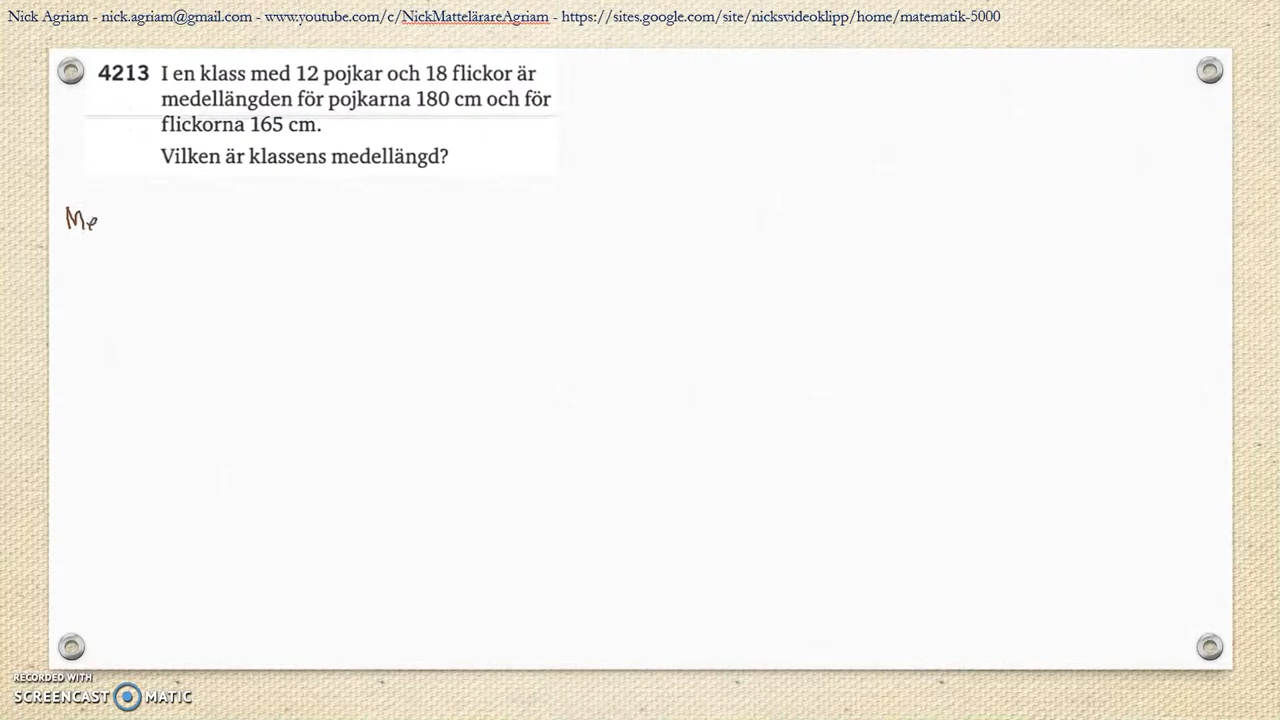 Nick Agriam - nick.agriam@gmail.com - www.youtube.com/c/NickMattelärareAgriam - https://sites.google.com/site/nicksvideoklipp/home/matematik-5000
4213 I en klass med 12 pojkar och 18 flickor är
medellängden för pojkarna 180 cm och för
flickorna 165 cm.
Vilken är klassens medellängd?
Me
RECORDED WITH
SCREENCAST MATIC